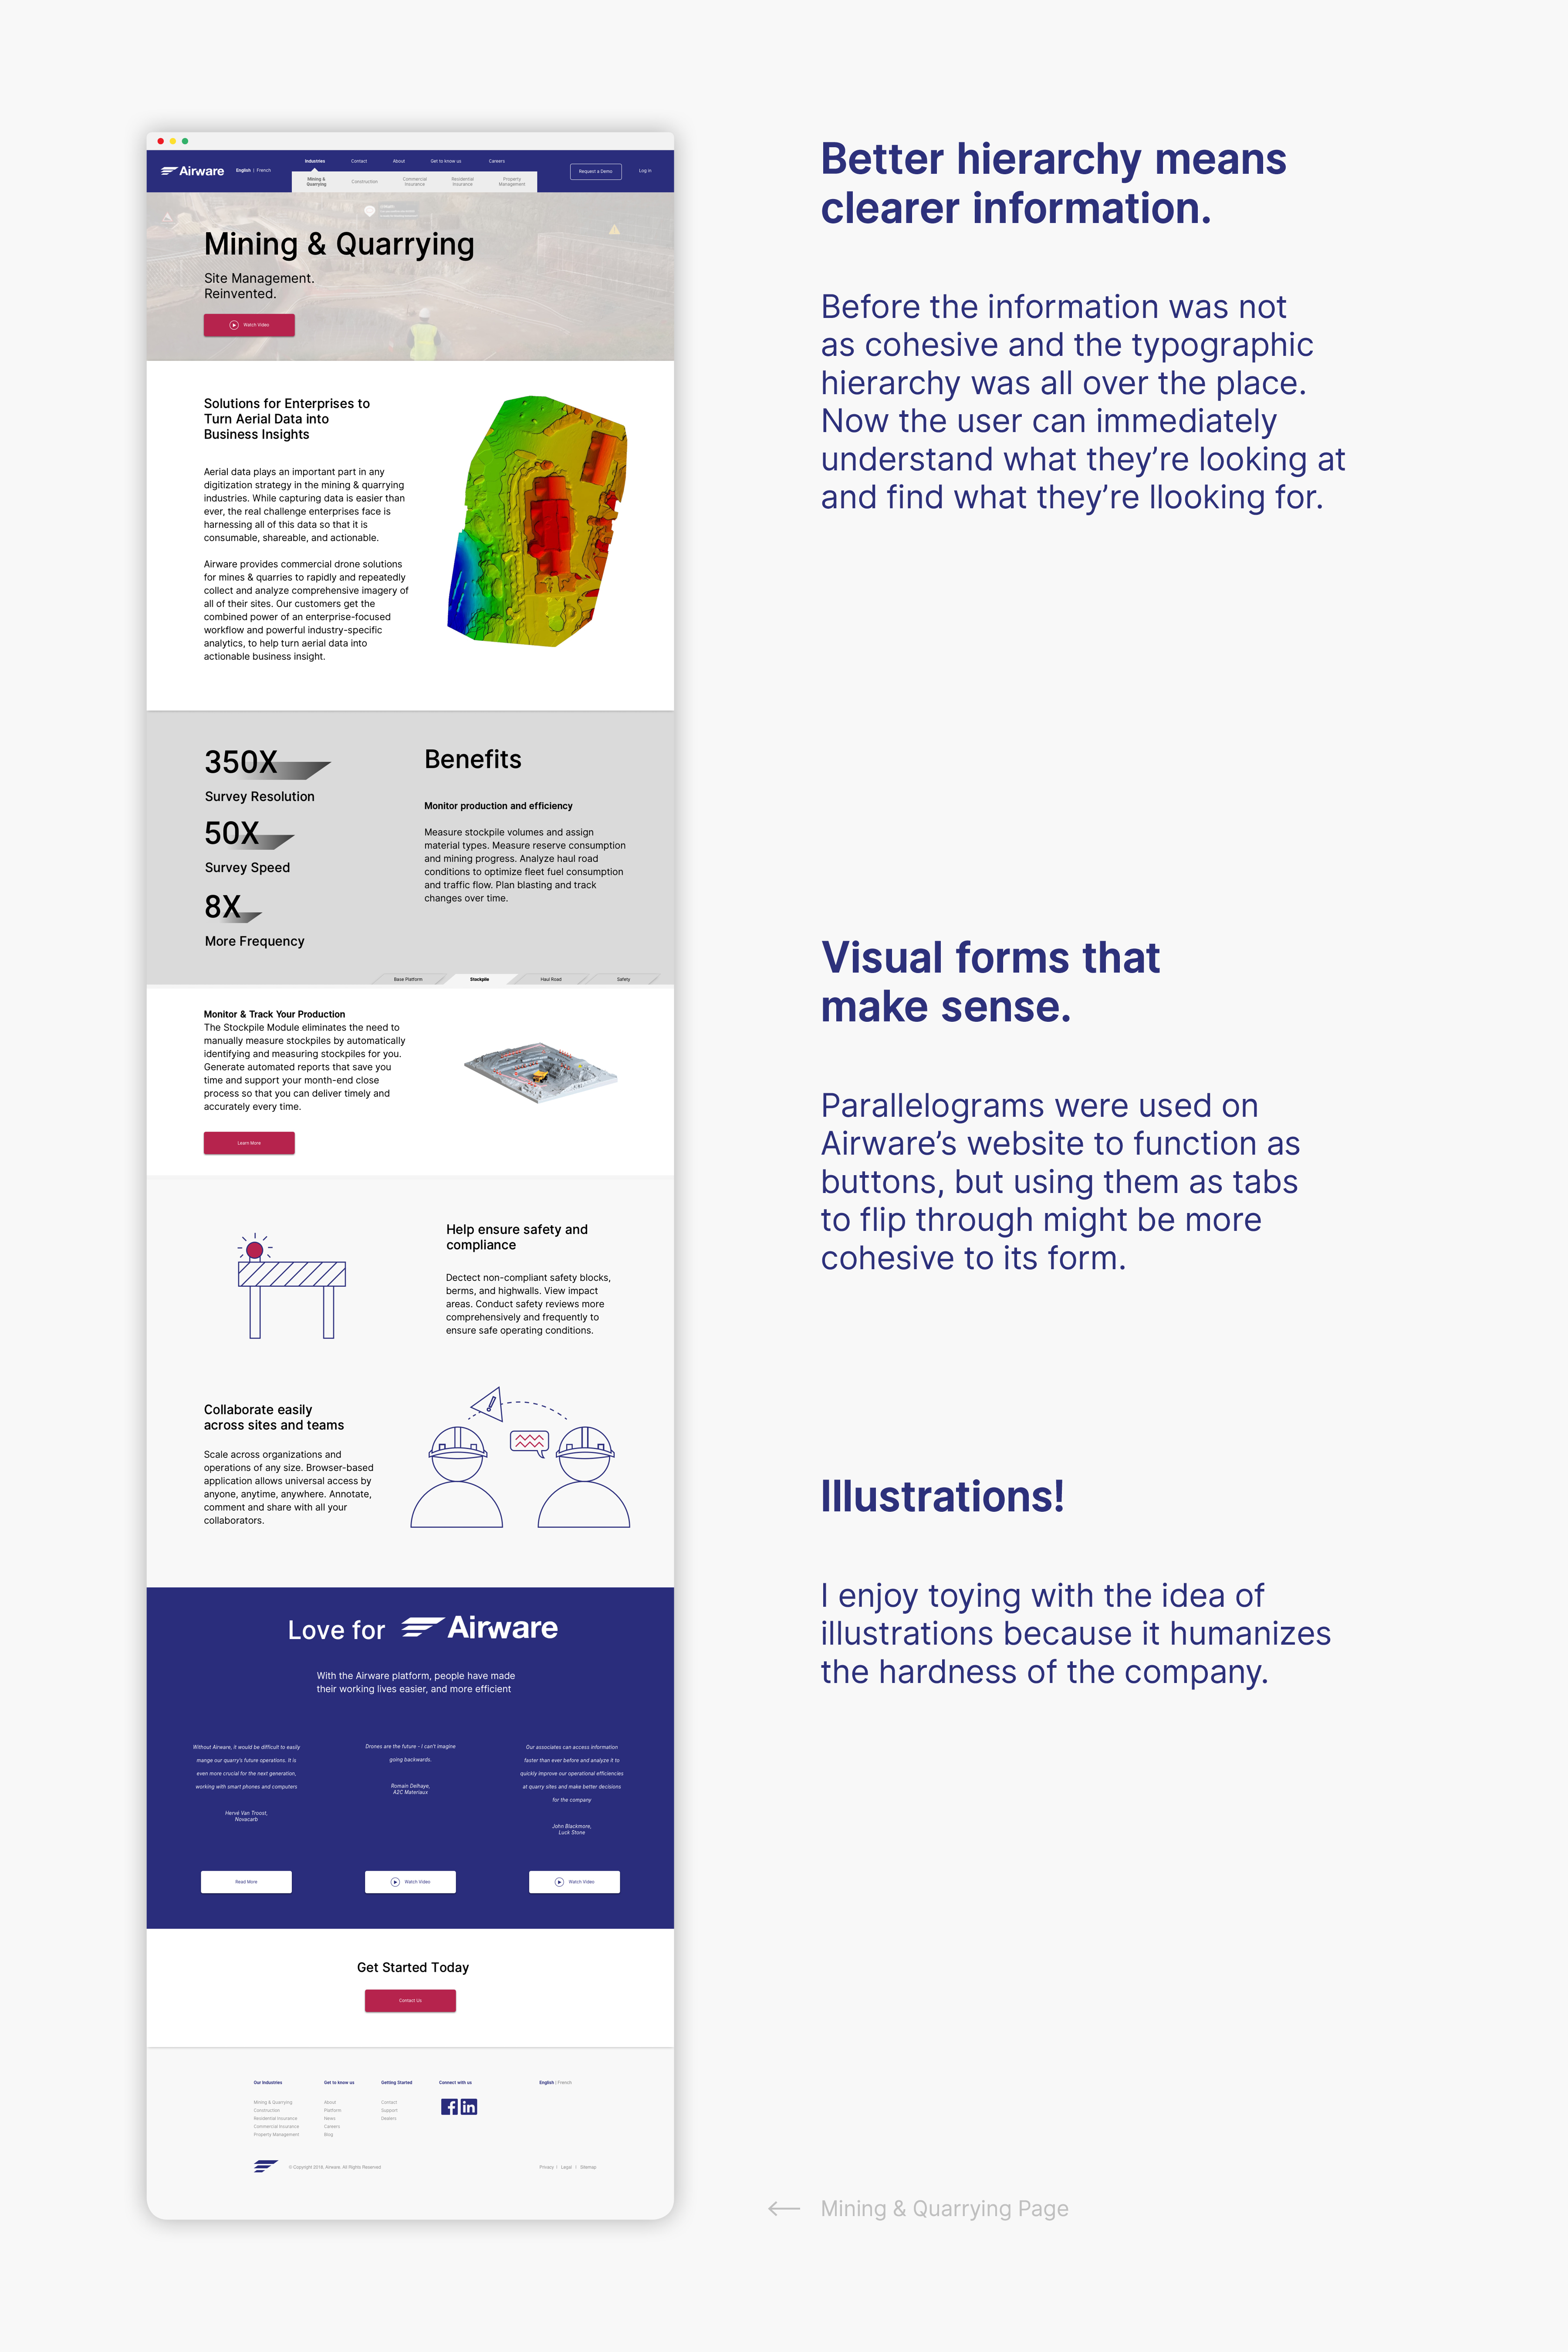 Airware
English | French
Industries
Contact
About
Get to know us
Careers
Mining &
Quarrying
Construction
Commercial
Insurance
Residential
Insurance
Property
Management
Request a Demo
Log in
Mining & Quarrying
Site Management.
Reinvented.
Watch Video
Solutions for Enterprises to
Turn Aerial Data into
Business Insights
Aerial data plays an important part in any
digitization strategy in the mining & quarrying
industries. While capturing data is easier than
ever, the real challenge enterprises face is
harnessing all of this data so that it is
consumable, shareable, and actionable.
Airware provides commercial drone solutions
for mines & quarries to rapidly and repeatedly
collect and analyze comprehensive imagery of
all of their sites. Our customers get the
combined power of an enterprise-focused
workflow and powerful industry-specific
analytics, to help turn aerial data into
actionable business insight.
350X
Survey Resolution
50X
Survey Speed
8X
More Frequency
Benefits
Monitor production and efficiency
Measure stockpile volumes and assign
material types. Measure reserve consumption
and mining progress. Analyze haul road
conditions to optimize fleet fuel consumption
and traffic flow. Plan blasting and track
changes over time.
Base Platform
Stockpile
Haul Road
Safety
Monitor & Track Your Production
The Stockpile Module eliminates the need to
manually measure stockpiles by automatically
identifying and measuring stockpiles for you.
Generate automated reports that save you
time and support your month-end close
process so that you can deliver timely and
accurately every time.
Learn More
Help ensure safety and
compliance
Dectect non-compliant safety blocks,
berms, and highwalls. View impact
areas. Conduct safety reviews more
comprehensively and frequently to
ensure safe operating conditions.
Collaborate easily
across sites and teams
Scale across organizations and
operations of any size. Browser-based
application allows universal access by
anyone, anytime, anywhere. Annotate,
comment and share with all your
collaborators.
Love for Airware
With the Airware platform, people have made
their working lives easier, and more efficient
Without Airware, it would be difficult to easily
mange our quarry's future operations. It is
even more crucial for the next generation,
working with smart phones and computers
Hervé Van Troost,
Novacarb
Read More
Drones are the future - I can't imagine
going backwards.
Romain Delhaye,
A2C Materiaux
Watch Video
Our associates can access information
faster than ever before and analyze it to
quickly improve our operational efficiencies
at quarry sites and make better decisions
for the company
John Blackmore,
Luck Stone
Watch Video
Get Started Today
Contact Us
Our Industries
Mining & Quarrying
Construction
Residential Insurance
Commercial Insurance
Property Management
Get to know us
About
Platform
News
Careers
Blog
Getting Started
Contact
Support
Dealers
Connect with us
English | French
© Copyright 2018, Airware, All Rights Reserved
Privacy | Legal | Sitemap
Better hierarchy means
clearer information.
Before the information was not
as cohesive and the typographic
hierarchy was all over the place.
Now the user can immediately
understand what they're looking at
and find what they're llooking for.
Visual forms that
make sense.
Parallelograms were used on
Airware's website to function as
buttons, but using them as tabs
to flip through might be more
cohesive to its form.
Illustrations!
I enjoy toying with the idea of
illustrations because it humanizes
the hardness of the company.
Mining & Quarrying Page